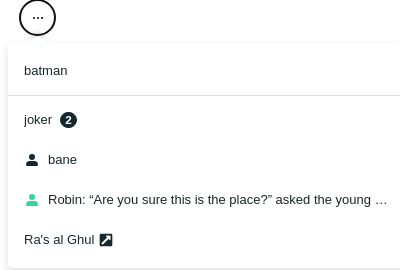 batman
joker 2
bane
Robin: “Are you sure this is the place?” asked the young …
Ra's al Ghul